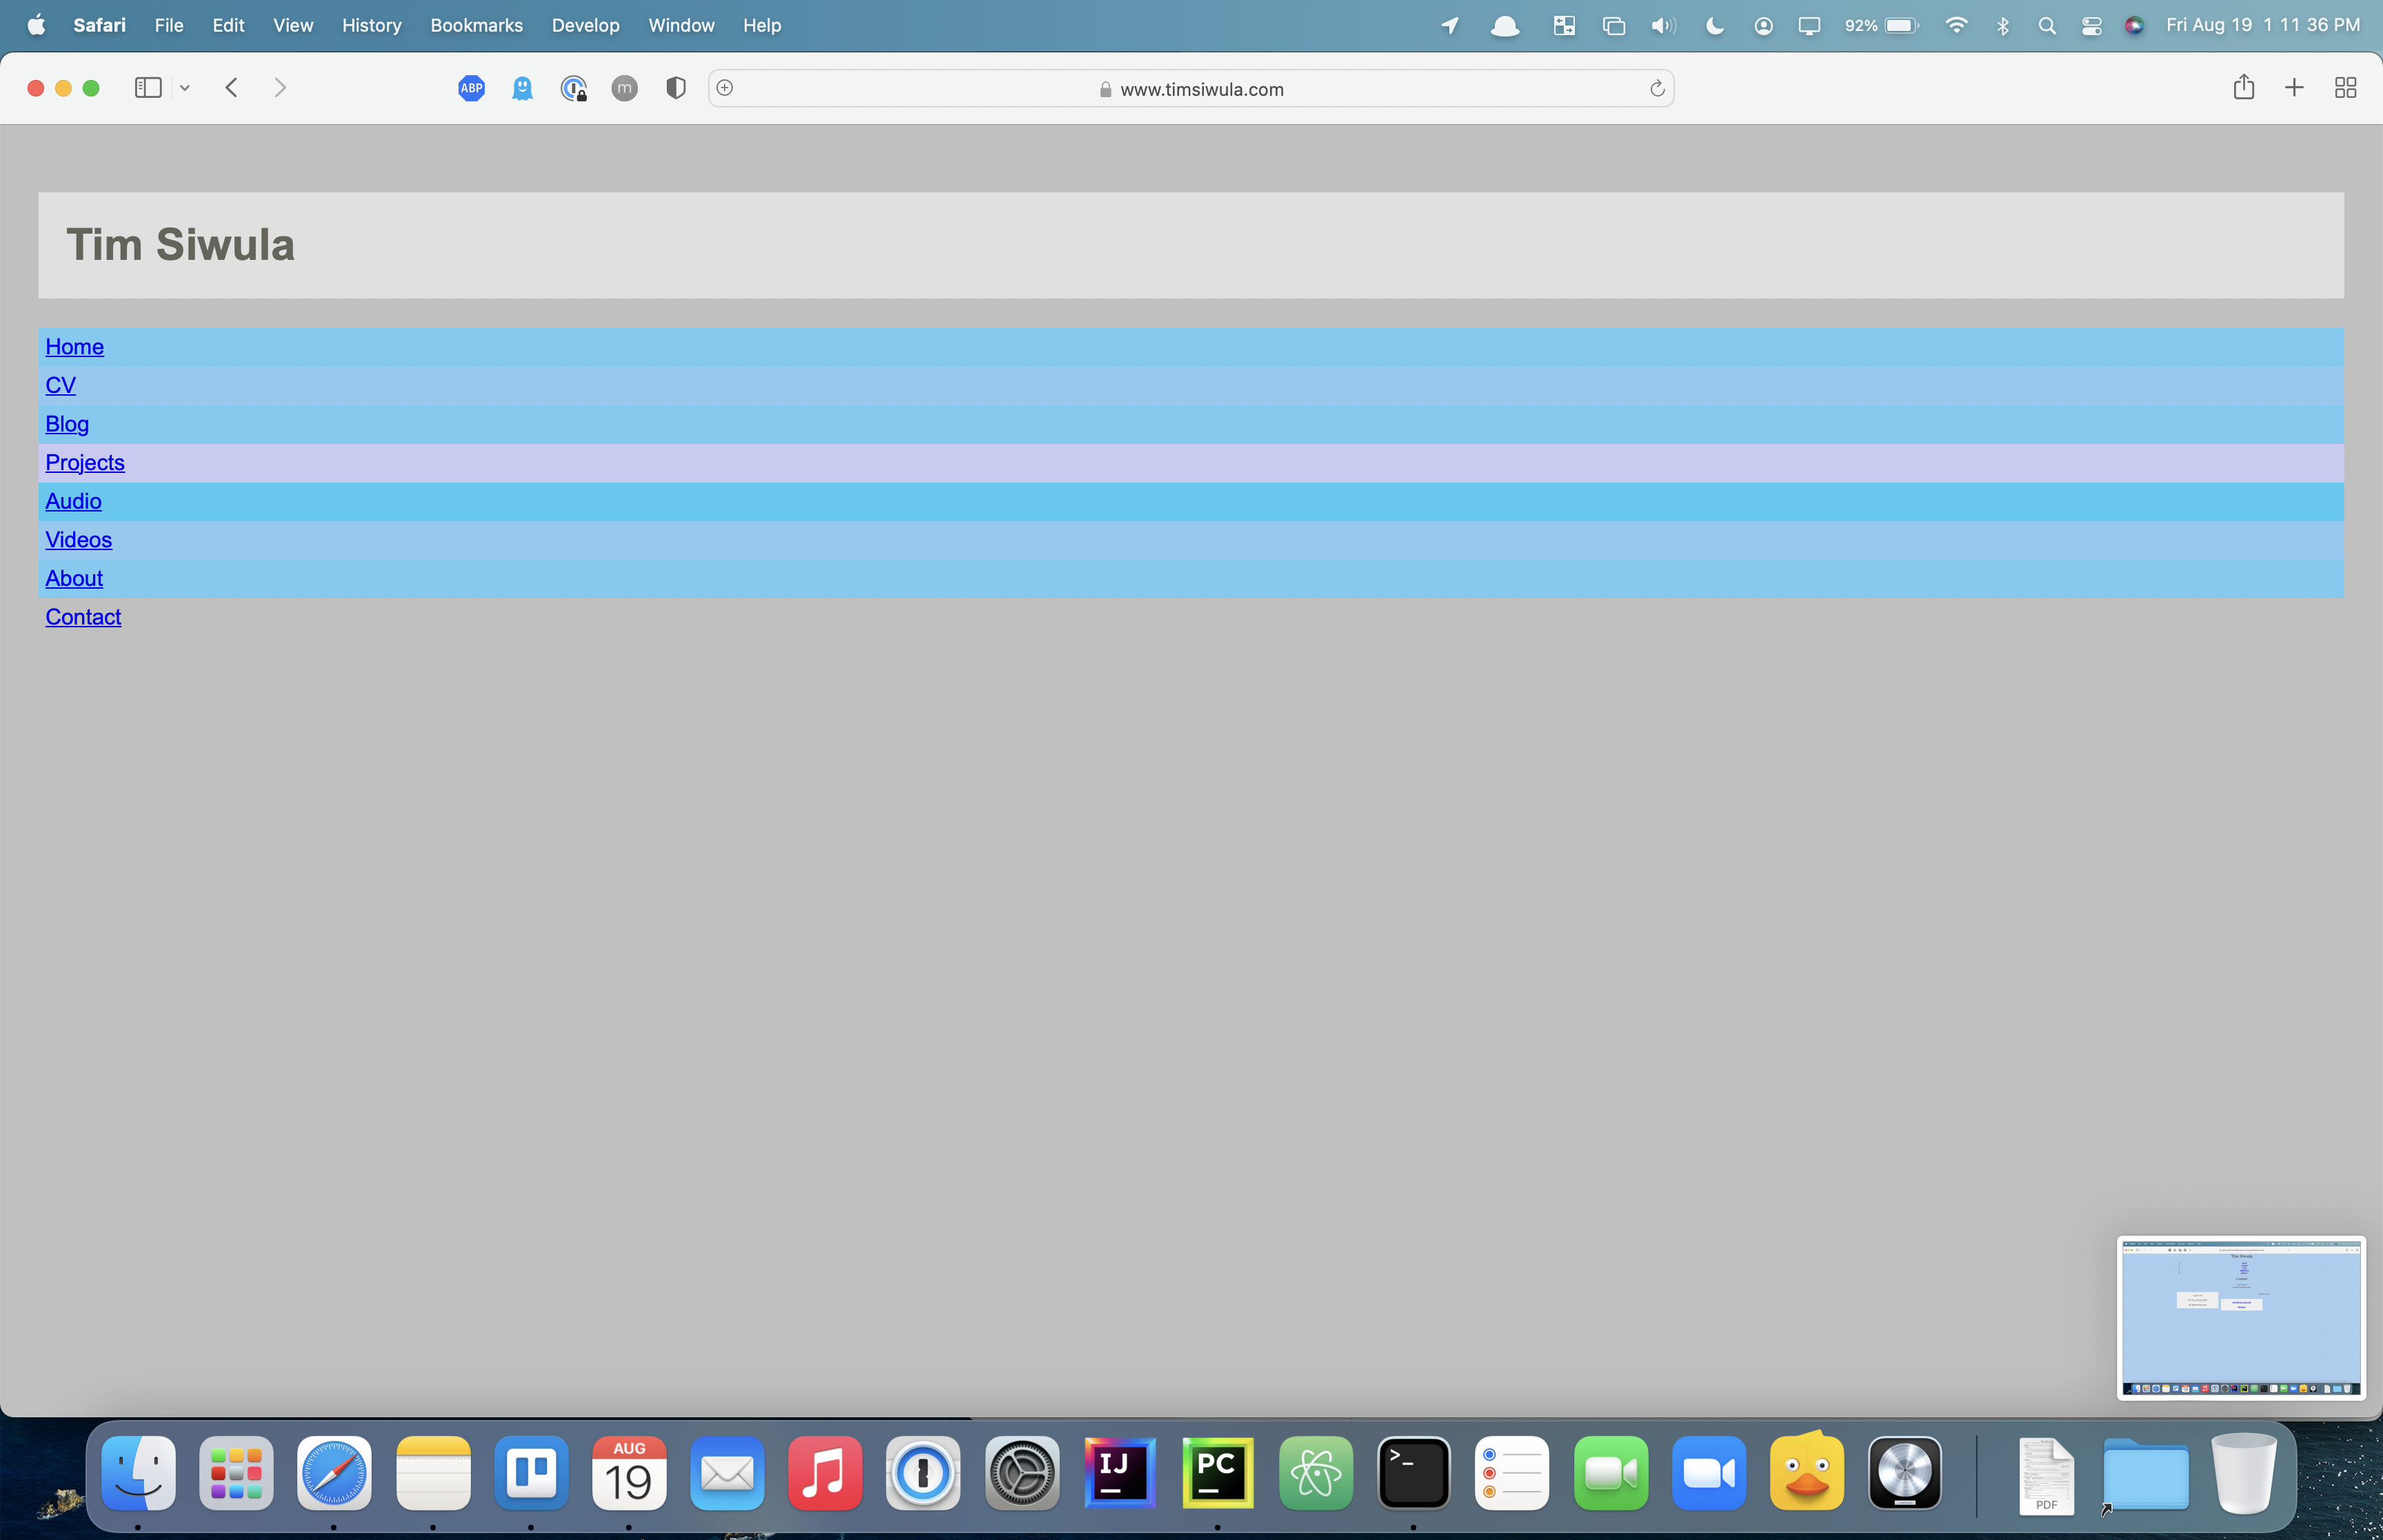 Safari File Edit View History Bookmarks Develop Window Help 92% Fri Aug 19 1 11 36 PM
ABP m www.timsiwula.com
Tim Siwula
Home
CV
Blog
Projects
Audio
Videos
About
Contact
AUG
19
IJ
PC
>_
PDF